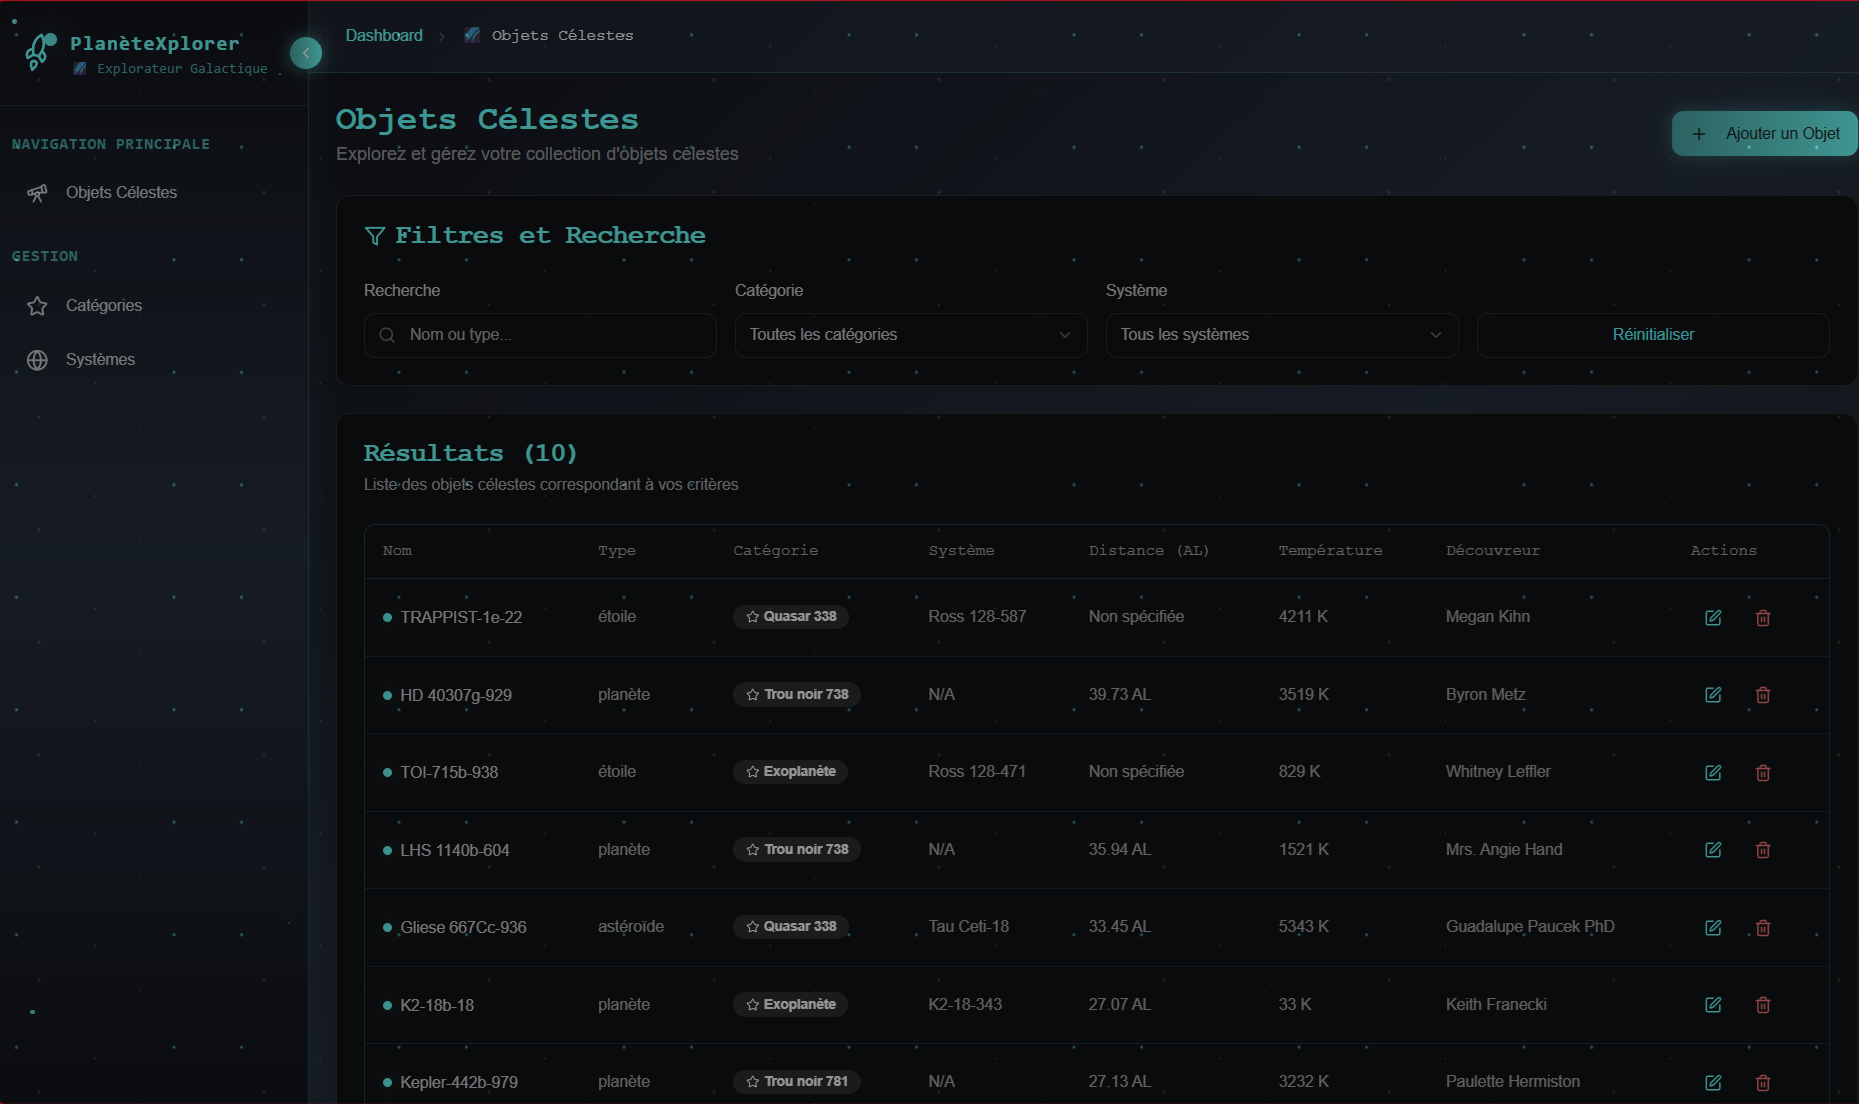 PlanèteXplorer
Explorateur Galactique
NAVIGATION PRINCIPALE
Objets Célestes
GESTION
Catégories
Systèmes
Dashboard > Objets Célestes
Objets Célestes
Explorez et gérez votre collection d'objets célestes
+ Ajouter un Objet
Filtres et Recherche
Recherche Catégorie Système
Nom ou type... Toutes les catégories Tous les systèmes Réinitialiser
Résultats (10)
Liste des objets célestes correspondant à vos critères
Nom Type Catégorie Système Distance (AL) Température Découvreur Actions
TRAPPIST-1e-22 étoile Quasar 338 Ross 128-587 Non spécifiée 4211 K Megan Kihn
HD 40307g-929 planète Trou noir 738 N/A 39.73 AL 3519 K Byron Metz
TOI-715b-938 étoile Exoplanète Ross 128-471 Non spécifiée 829 K Whitney Leffler
LHS 1140b-604 planète Trou noir 738 N/A 35.94 AL 1521 K Mrs. Angie Hand
Gliese 667Cc-936 astéroïde Quasar 338 Tau Ceti-18 33.45 AL 5343 K Guadalupe Paucek PhD
K2-18b-18 planète Exoplanète K2-18-343 27.07 AL 33 K Keith Franecki
Kepler-442b-979 planète Trou noir 781 N/A 27.13 AL 3232 K Paulette Hermiston